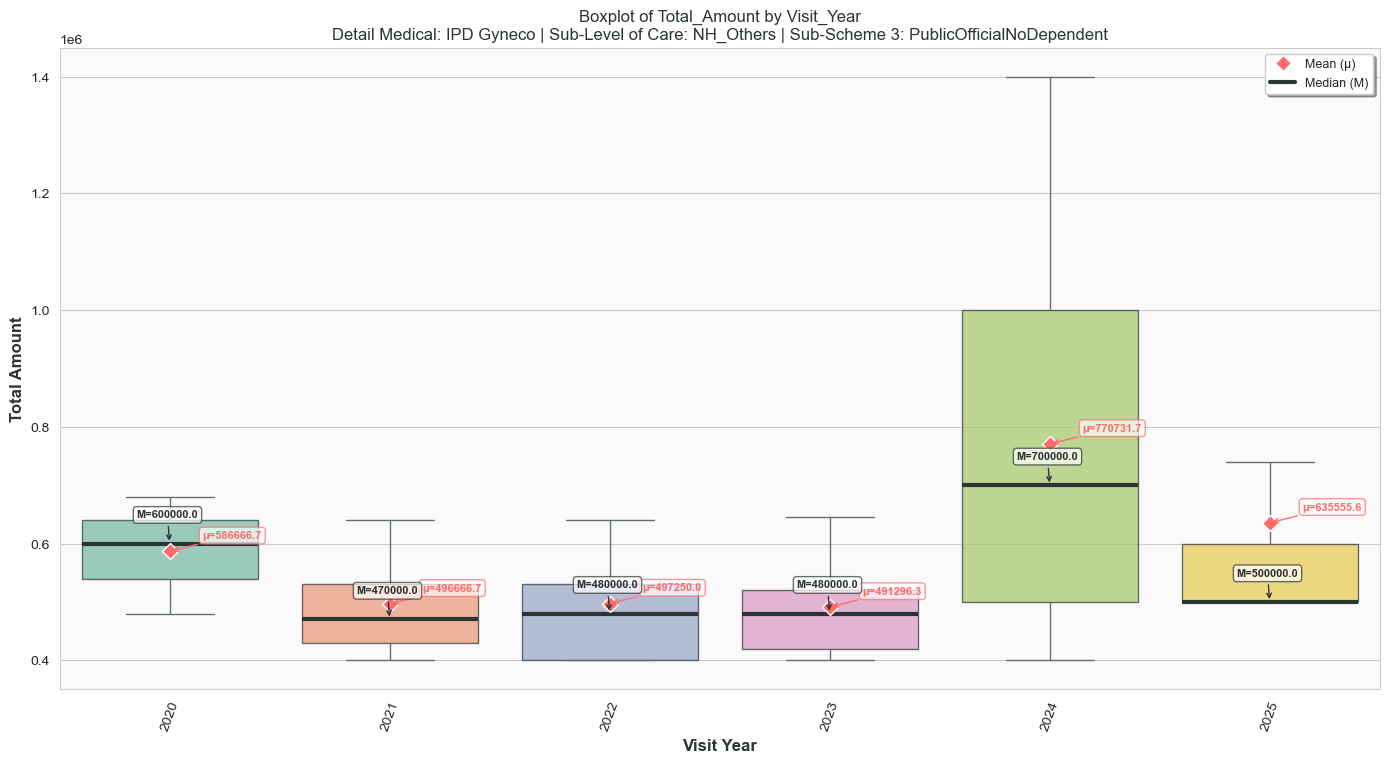 Boxplot of Total_Amount by Visit_Year
Detail Medical: IPD Gyneco | Sub-Level of Care: NH_Others | Sub-Scheme 3: PublicOfficialNoDependent
1e6
Mean (μ)
Median (M)
1.4
1.2
1.0
0.8
0.6
0.4
Total Amount
M=600000.0
μ=586666.7
M=470000.0
μ=496666.7
M=480000.0
μ=497250.0
M=480000.0
μ=491296.3
μ=770731.7
M=700000.0
μ=635555.6
M=500000.0
2020
2021
2022
2023
2024
2025
Visit Year